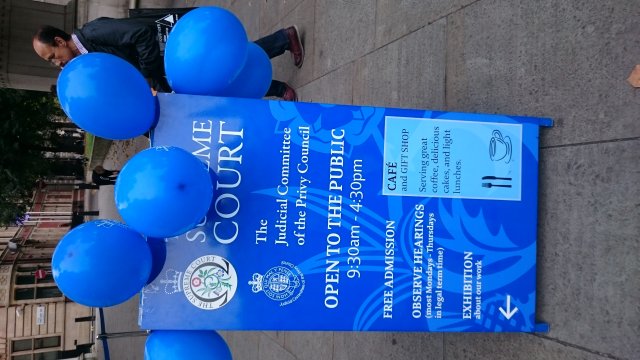 SUPREME
COURT
The
Judicial Committee
of the Privy Council
OPEN TO THE PUBLIC
9:30am - 4:30pm
FREE ADMISSION
OBSERVE HEARINGS
(most Mondays - Thursdays
in legal term time)
EXHIBITION
about our work
CAFÉ
and GIFT SHOP
Serving great
coffee, delicious
cakes, and light
lunches.